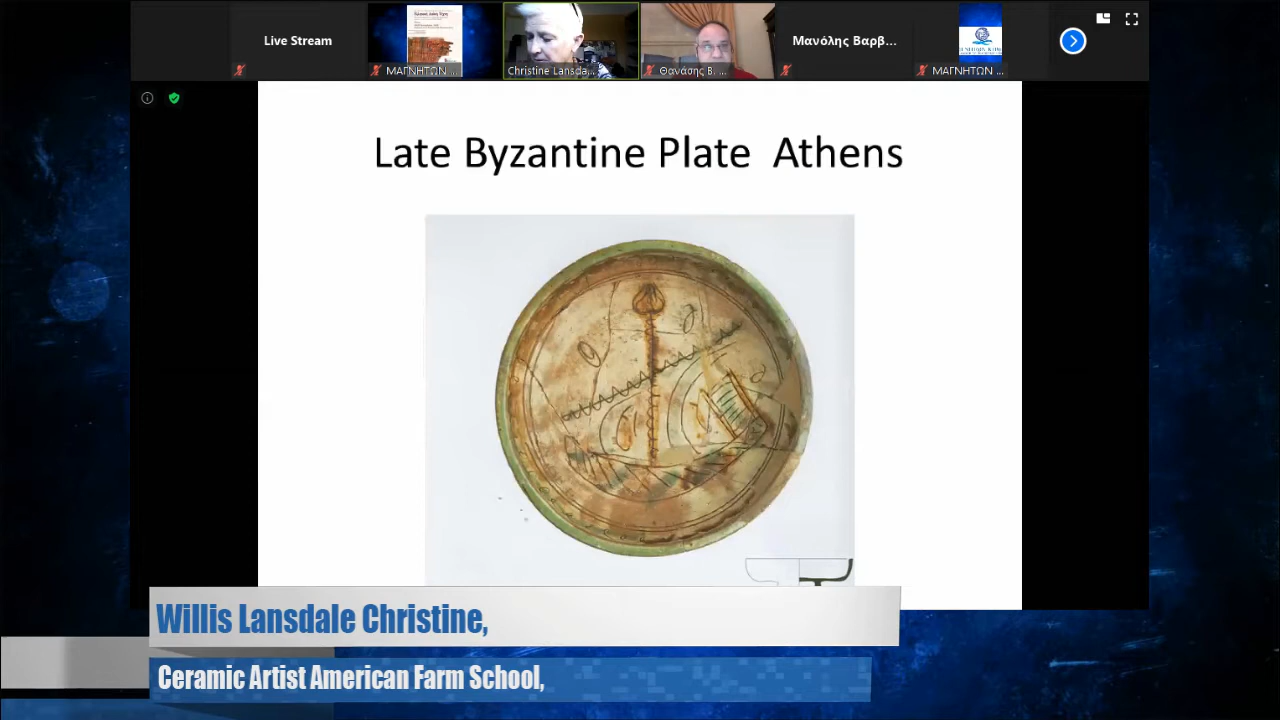 Live Stream
ΜΑΓΝΗΤΩΝ ...
Christine Lansda...
Θανάσης Β. ...
Μανόλης Βαρβ...
ΜΑΓΝΗΤΩΝ ...
Late Byzantine Plate Athens
Willis Lansdale Christine,
Ceramic Artist American Farm School,